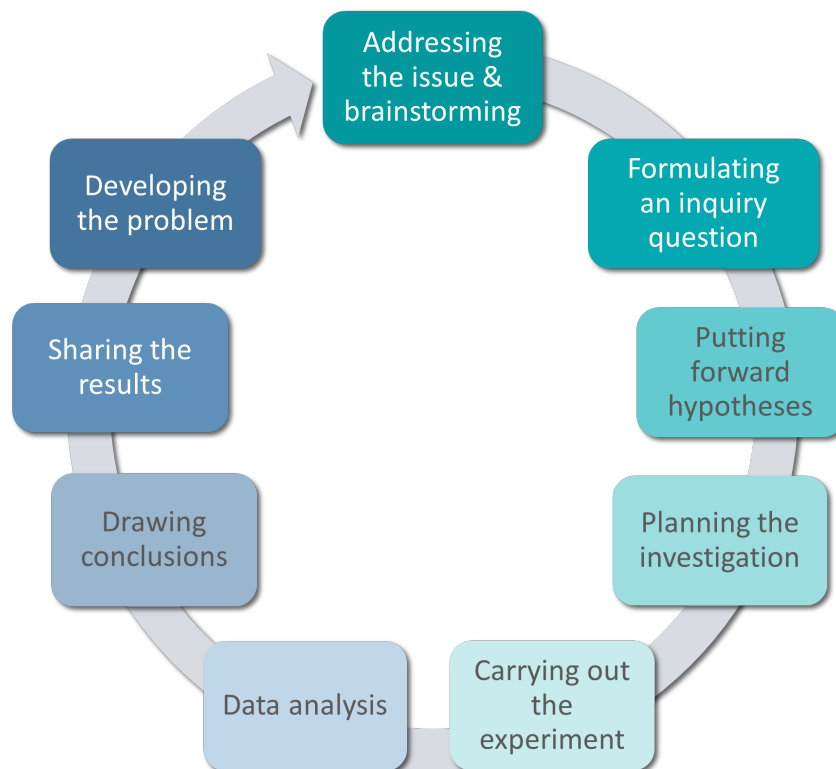 Addressing
the issue &
brainstorming
Formulating
an inquiry
question
Putting
forward
hypotheses
Planning the
investigation
Carrying out
the
experiment
Data analysis
Drawing
conclusions
Sharing the
results
Developing
the problem